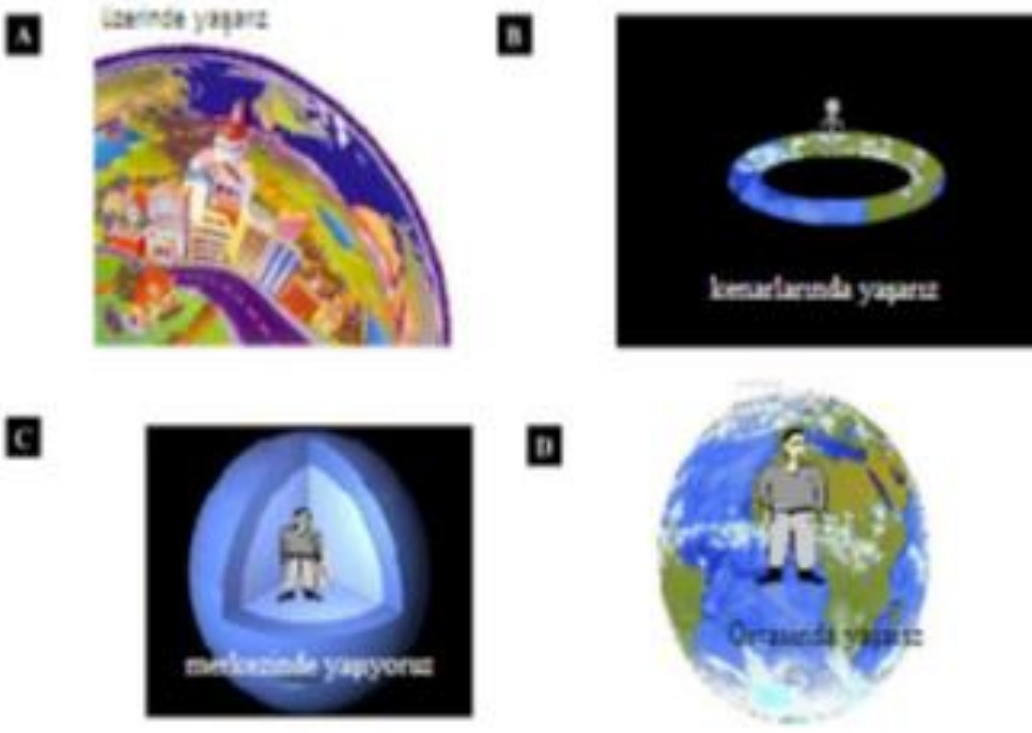 A
üzerinde yaşarız
B
kenarlarında yaşarız
C
merkezinde yaşıyoruz
D
Ortasında yaşarız